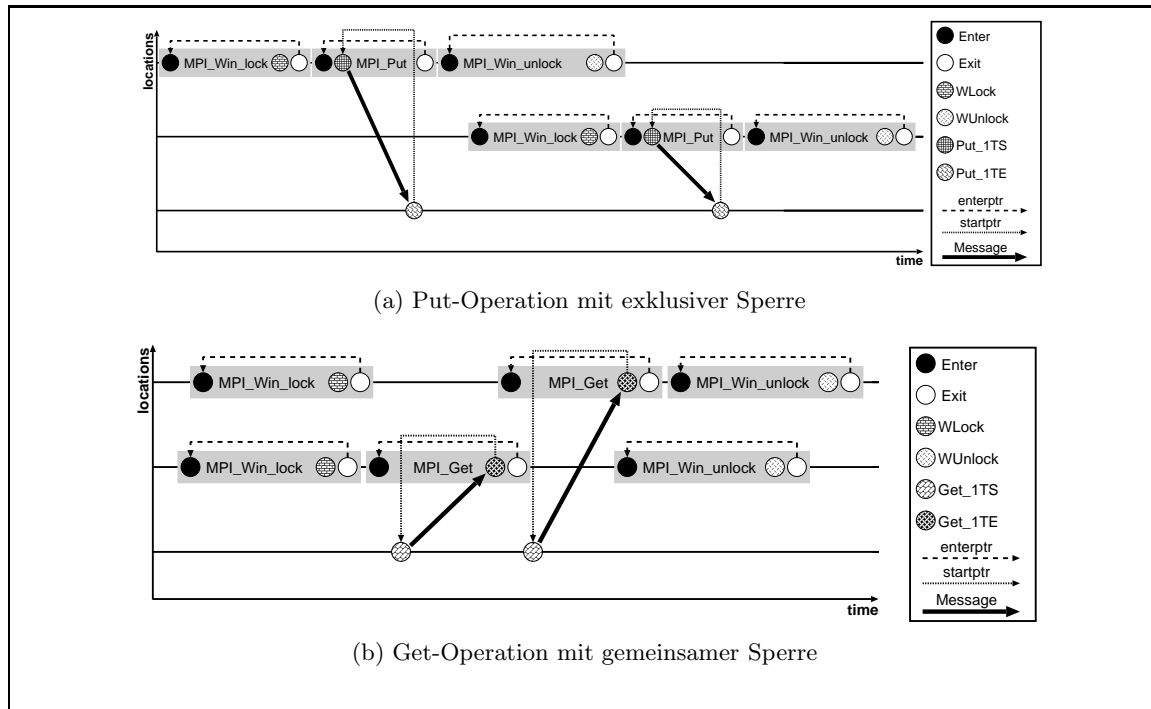 locations
MPI_Win_lock MPI_Put MPI_Win_unlock
MPI_Win_lock MPI_Put MPI_Win_unlock
time
Enter
Exit
WLock
WUnlock
Put_1TS
Put_1TE
enterptr
startptr
Message
(a) Put-Operation mit exklusiver Sperre
locations
MPI_Win_lock MPI_Get MPI_Win_unlock
MPI_Win_lock MPI_Get MPI_Win_unlock
time
Enter
Exit
WLock
WUnlock
Get_1TS
Get_1TE
enterptr
startptr
Message
(b) Get-Operation mit gemeinsamer Sperre